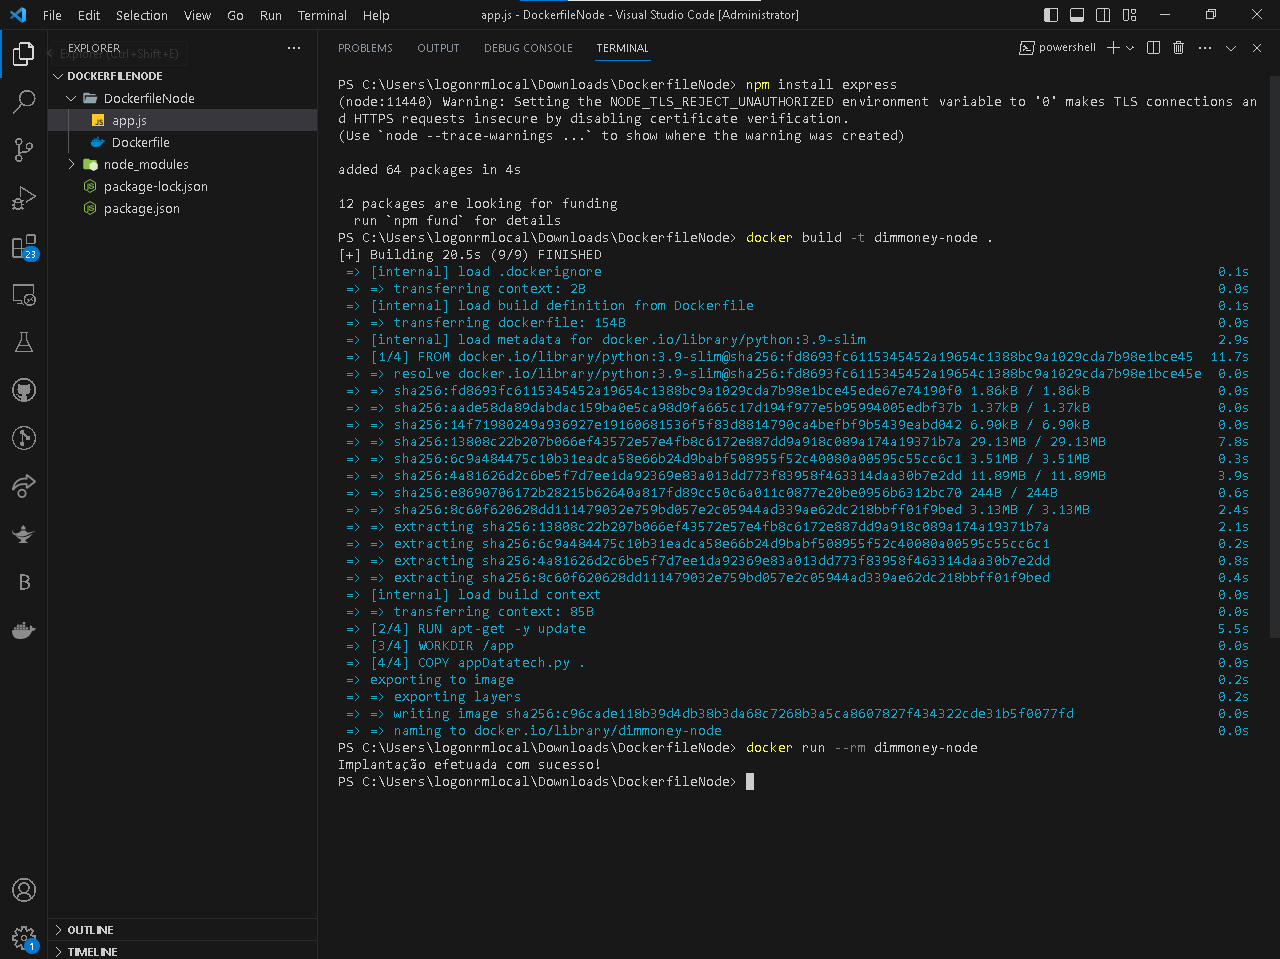 File Edit Selection View Go Run Terminal Help
app.js - DockerfileNode - Visual Studio Code [Administrator]
EXPLORER
Explorer (Ctrl+Shift+E)
DOCKERFILENODE
DockerfileNode
JS app.js
Dockerfile
node_modules
package-lock.json
package.json
23
B
1
OUTLINE
TIMELINE
PROBLEMS OUTPUT DEBUG CONSOLE TERMINAL
powershell
PS C:\Users\logonrmlocal\Downloads\DockerfileNode> npm install express
(node:11440) Warning: Setting the NODE_TLS_REJECT_UNAUTHORIZED environment variable to '0' makes TLS connections an
d HTTPS requests insecure by disabling certificate verification.
(Use `node --trace-warnings ...` to show where the warning was created)
added 64 packages in 4s
12 packages are looking for funding
run `npm fund` for details
PS C:\Users\logonrmlocal\Downloads\DockerfileNode> docker build -t dimmoney-node .
[+] Building 20.5s (9/9) FINISHED
=> [internal] load .dockerignore 0.1s
=> => transferring context: 2B 0.0s
=> [internal] load build definition from Dockerfile 0.1s
=> => transferring dockerfile: 154B 0.0s
=> [internal] load metadata for docker.io/library/python:3.9-slim 2.9s
=> [1/4] FROM docker.io/library/python:3.9-slim@sha256:fd8693fc6115345452a19654c1388bc9a1029cda7b98e1bce45 11.7s
=> => resolve docker.io/library/python:3.9-slim@sha256:fd8693fc6115345452a19654c1388bc9a1029cda7b98e1bce45e 0.0s
=> => sha256:fd8693fc6115345452a19654c1388bc9a1029cda7b98e1bce45ede67e74190f0 1.86kB / 1.86kB 0.0s
=> => sha256:aade58da89dabdac159ba0e5ca98d9fa665c17d194f977e5b95994005edbf37b 1.37kB / 1.37kB 0.0s
=> => sha256:14f71980249a936927e19160681536f5f83d8814790ca4befbf9b5439eabd042 6.90kB / 6.90kB 0.0s
=> => sha256:13808c22b207b066ef43572e57e4fb8c6172e887dd9a918c089a174a19371b7a 29.13MB / 29.13MB 7.8s
=> => sha256:6c9a484475c10b31eadca58e66b24d9babf508955f52c40080a00595c55cc6c1 3.51MB / 3.51MB 0.3s
=> => sha256:4a81626d2c6be5f7d7ee1da92369e83a013dd773f83958f463314daa30b7e2dd 11.89MB / 11.89MB 3.9s
=> => sha256:e8690706172b28215b62640a817fd89cc50c6a011c0877e20be0956b6312bc70 244B / 244B 0.6s
=> => sha256:8c60f620628dd111479032e759bd057e2c05944ad339ae62dc218bbff01f9bed 3.13MB / 3.13MB 2.4s
=> => extracting sha256:13808c22b207b066ef43572e57e4fb8c6172e887dd9a918c089a174a19371b7a 2.1s
=> => extracting sha256:6c9a484475c10b31eadca58e66b24d9babf508955f52c40080a00595c55cc6c1 0.2s
=> => extracting sha256:4a81626d2c6be5f7d7ee1da92369e83a013dd773f83958f463314daa30b7e2dd 0.8s
=> => extracting sha256:8c60f620628dd111479032e759bd057e2c05944ad339ae62dc218bbff01f9bed 0.4s
=> [internal] load build context 0.0s
=> => transferring context: 85B 0.0s
=> [2/4] RUN apt-get -y update 5.5s
=> [3/4] WORKDIR /app 0.0s
=> [4/4] COPY appDatatech.py . 0.0s
=> exporting to image 0.2s
=> => exporting layers 0.2s
=> => writing image sha256:c96cade118b39d4db38b3da68c7268b3a5ca8607827f434322cde31b5f0077fd 0.0s
=> => naming to docker.io/library/dimmoney-node 0.0s
PS C:\Users\logonrmlocal\Downloads\DockerfileNode> docker run --rm dimmoney-node
Implantação efetuada com sucesso!
PS C:\Users\logonrmlocal\Downloads\DockerfileNode>